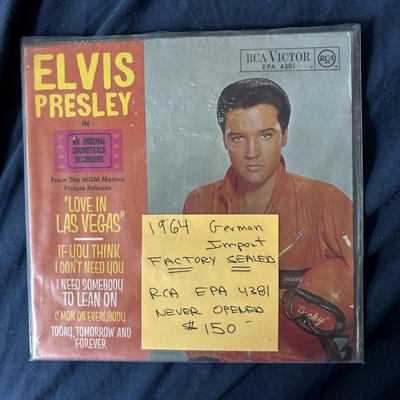 ELVIS
PRESLEY
IN
AN ORIGINAL
SOUNDTRACK
RECORDING
From The MGM Motion
Picture Release
"LOVE IN
LAS VEGAS"
IF YOU THINK
I DON'T NEED YOU
I NEED SOMEBODY
TO LEAN ON
C'MON ON EVERYBODY
TODAY, TOMORROW AND
FOREVER
RCA VICTOR
EPA 4381
RCA
1964 German
Import
FACTORY SEALED
RCA EPA 4381
NEVER OPENED
$150
Lucky